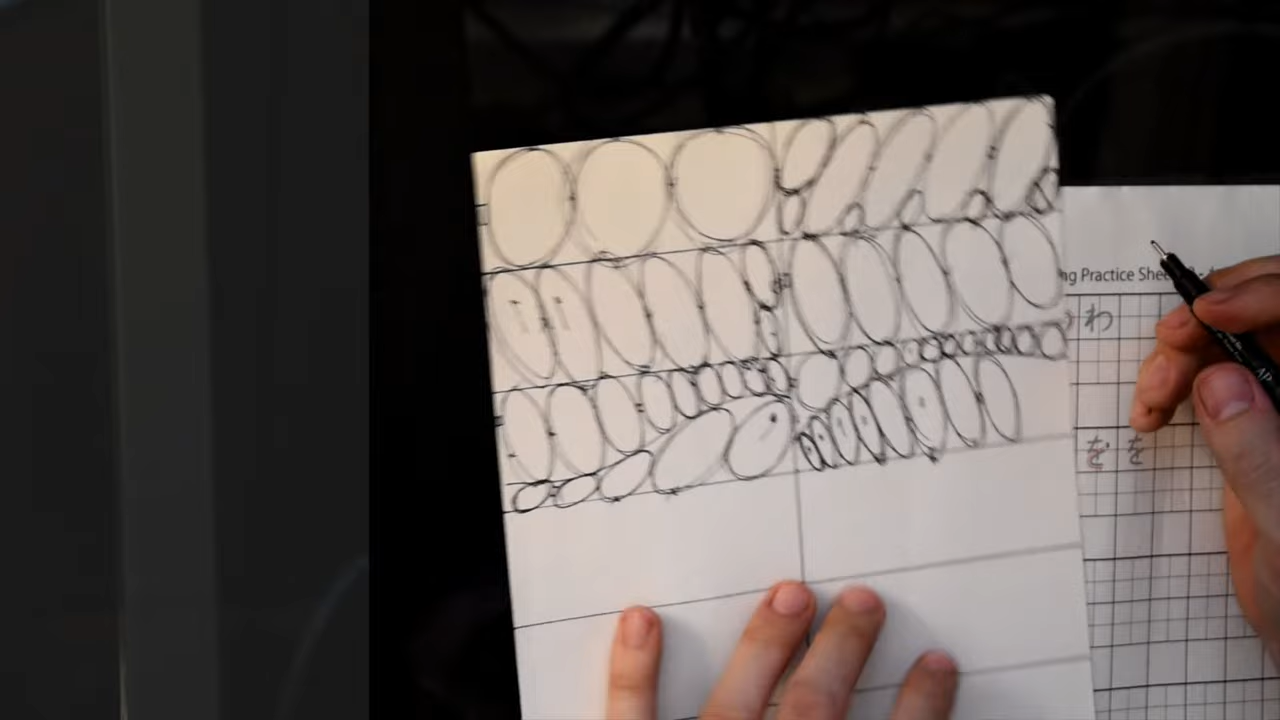 ng Practice Shee
わ
を を